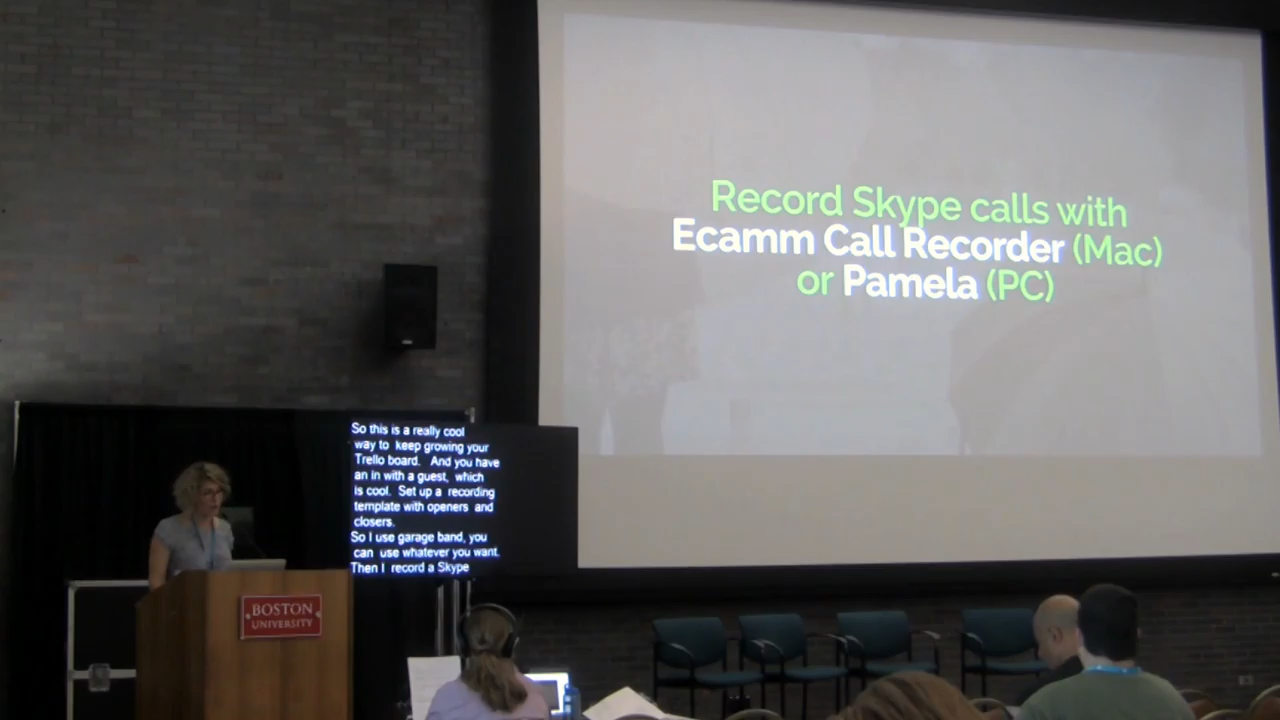 Record Skype calls with
Ecamm Call Recorder (Mac)
or Pamela (PC)
So this is a really cool
way to keep growing your
Trello board. And you have
an in with a guest, which
is cool. Set up a recording
template with openers and
closers.
So I use garage band, you
can use whatever you want.
Then I record a Skype
BOSTON
UNIVERSITY